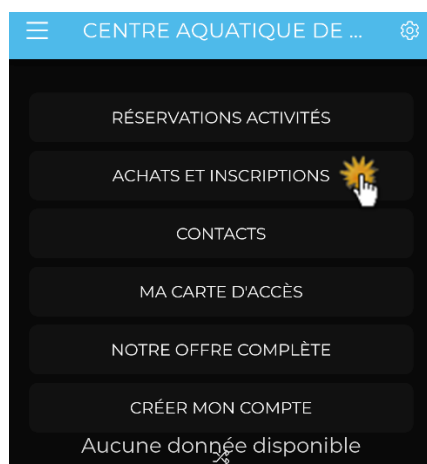 CENTRE AQUATIQUE DE ...
RÉSERVATIONS ACTIVITÉS
ACHATS ET INSCRIPTIONS
CONTACTS
MA CARTE D'ACCÈS
NOTRE OFFRE COMPLÈTE
CRÉER MON COMPTE
Aucune donnée disponible